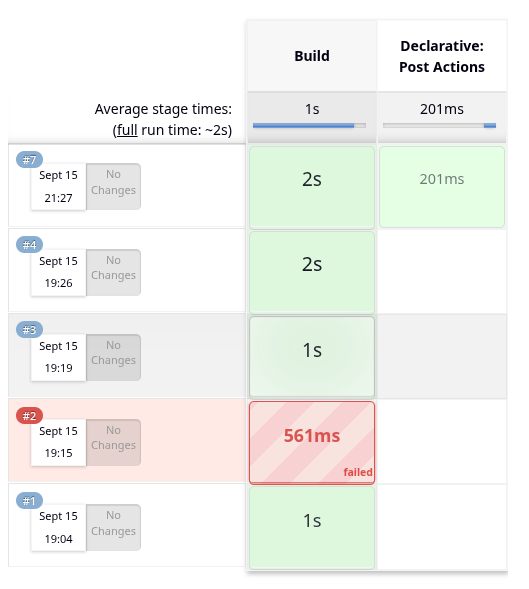 Build
Declarative:
Post Actions
Average stage times:
(full run time: ~2s)
1s
201ms
#7
Sept 15
21:27
No
Changes
2s
201ms
#4
Sept 15
19:26
No
Changes
2s
#3
Sept 15
19:19
No
Changes
1s
#2
Sept 15
19:15
No
Changes
561ms
failed
#1
Sept 15
19:04
No
Changes
1s